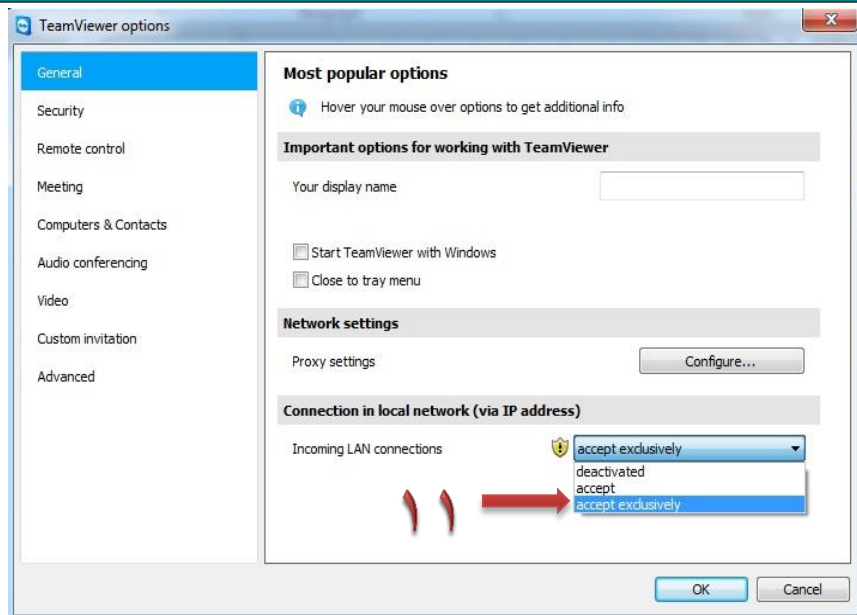 TeamViewer options
General
Security
Remote control
Meeting
Computers & Contacts
Audio conferencing
Video
Custom invitation
Advanced
Most popular options
Hover your mouse over options to get additional info
Important options for working with TeamViewer
Your display name
Start TeamViewer with Windows
Close to tray menu
Network settings
Proxy settings Configure...
Connection in local network (via IP address)
Incoming LAN connections accept exclusively
deactivated
accept
accept exclusively
١١
OK Cancel